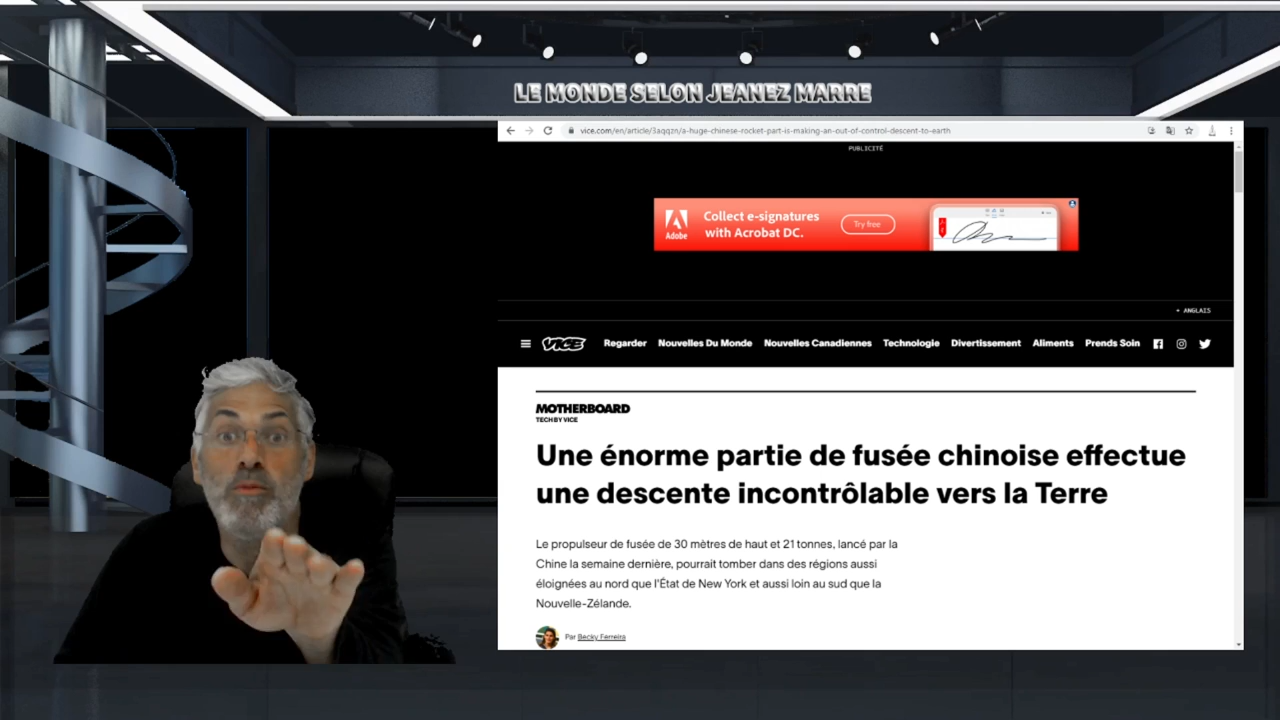 LE MONDE SELON JEANEZ MARRE
vice.com/en/article/3aqqzn/a-huge-chinese-rocket-part-is-making-an-out-of-control-descent-to-earth
PUBLICITÉ
Adobe
Collect e-signatures
with Acrobat DC.
Try free
+ ANGLAIS
VICE
Regarder
Nouvelles Du Monde
Nouvelles Canadiennes
Technologie
Divertissement
Aliments
Prends Soin
MOTHERBOARD
TECH BY VICE
Une énorme partie de fusée chinoise effectue
une descente incontrôlable vers la Terre
Le propulseur de fusée de 30 mètres de haut et 21 tonnes, lancé par la
Chine la semaine dernière, pourrait tomber dans des régions aussi
éloignées au nord que l'État de New York et aussi loin au sud que la
Nouvelle-Zélande.
Par Becky Ferreira